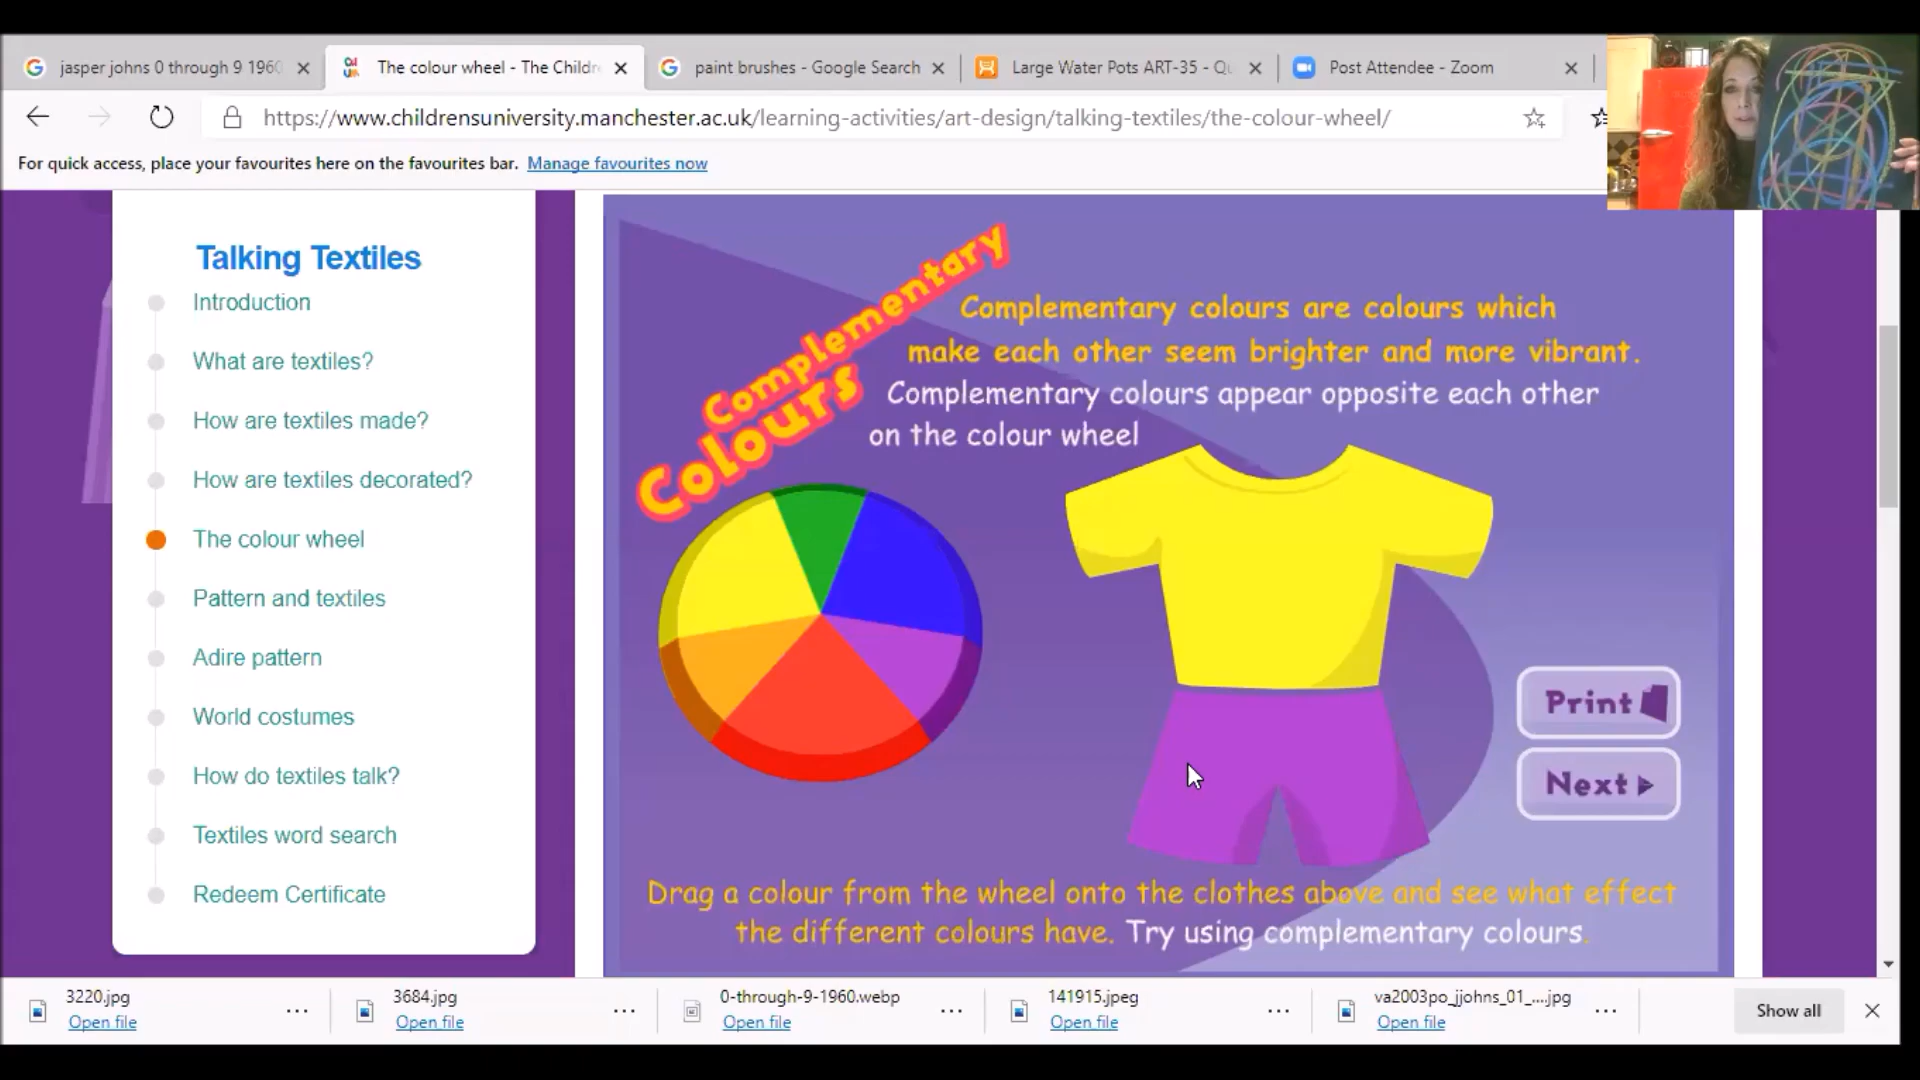 jasper johns 0 through 9 1960
The colour wheel - The Childr
paint brushes - Google Search
Large Water Pots ART-35 - Qu
Post Attendee - Zoom
https://www.childrensuniversity.manchester.ac.uk/learning-activities/art-design/talking-textiles/the-colour-wheel/
For quick access, place your favourites here on the favourites bar. Manage favourites now
Talking Textiles
Introduction
What are textiles?
How are textiles made?
How are textiles decorated?
The colour wheel
Pattern and textiles
Adire pattern
World costumes
How do textiles talk?
Textiles word search
Redeem Certificate
Complementary
Colours
Complementary colours are colours which
make each other seem brighter and more vibrant.
Complementary colours appear opposite each other
on the colour wheel
Print
Next
Drag a colour from the wheel onto the clothes above and see what effect
the different colours have. Try using complementary colours.
3220.jpg
Open file
3684.jpg
Open file
0-through-9-1960.webp
Open file
141915.jpeg
Open file
va2003po_jjohns_01_....jpg
Open file
Show all